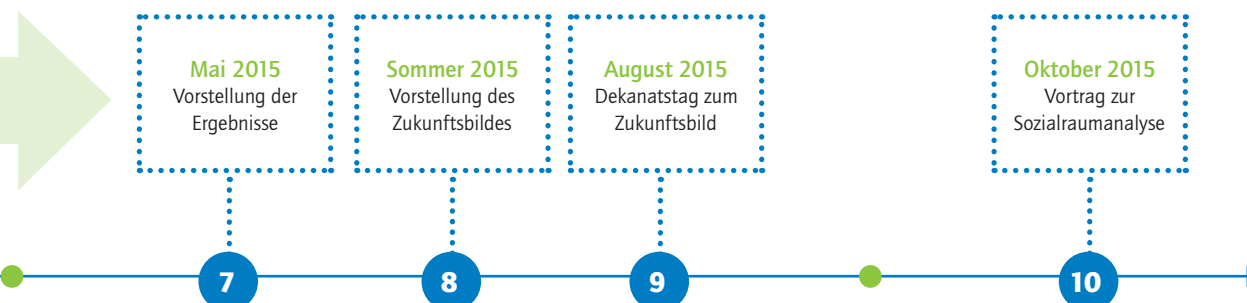 Mai 2015
Vorstellung der
Ergebnisse
Sommer 2015
Vorstellung des
Zukunftsbildes
August 2015
Dekanatstag zum
Zukunftsbild
Oktober 2015
Vortrag zur
Sozialraumanalyse
7
8
9
10